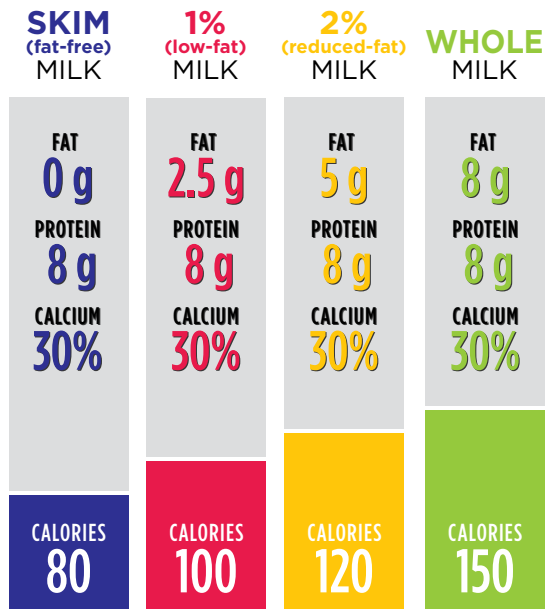 SKIM
(fat-free)
MILK
FAT
0 g
PROTEIN
8 g
CALCIUM
30%
CALORIES
80
1%
(low-fat)
MILK
FAT
2.5 g
PROTEIN
8 g
CALCIUM
30%
CALORIES
100
2%
(reduced-fat)
MILK
FAT
5 g
PROTEIN
8 g
CALCIUM
30%
CALORIES
120
WHOLE
MILK
FAT
8 g
PROTEIN
8 g
CALCIUM
30%
CALORIES
150